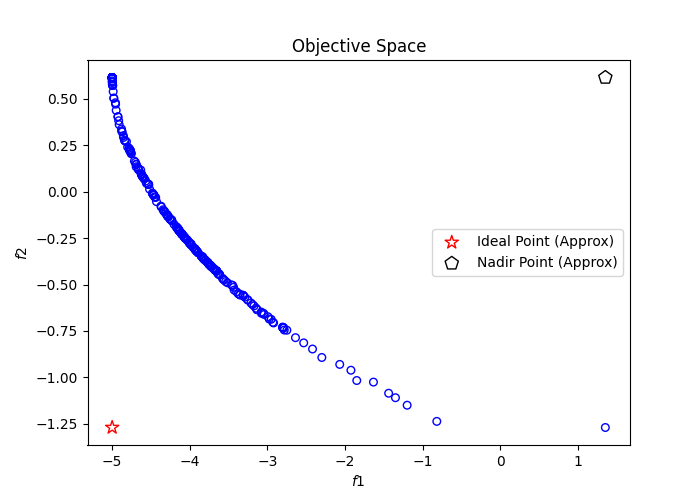 Objective Space
0.50
0.25
0.00
−0.25
−0.50
−0.75
−1.00
−1.25
f2
Ideal Point (Approx)
Nadir Point (Approx)
−5 −4 −3 −2 −1 0 1
f1